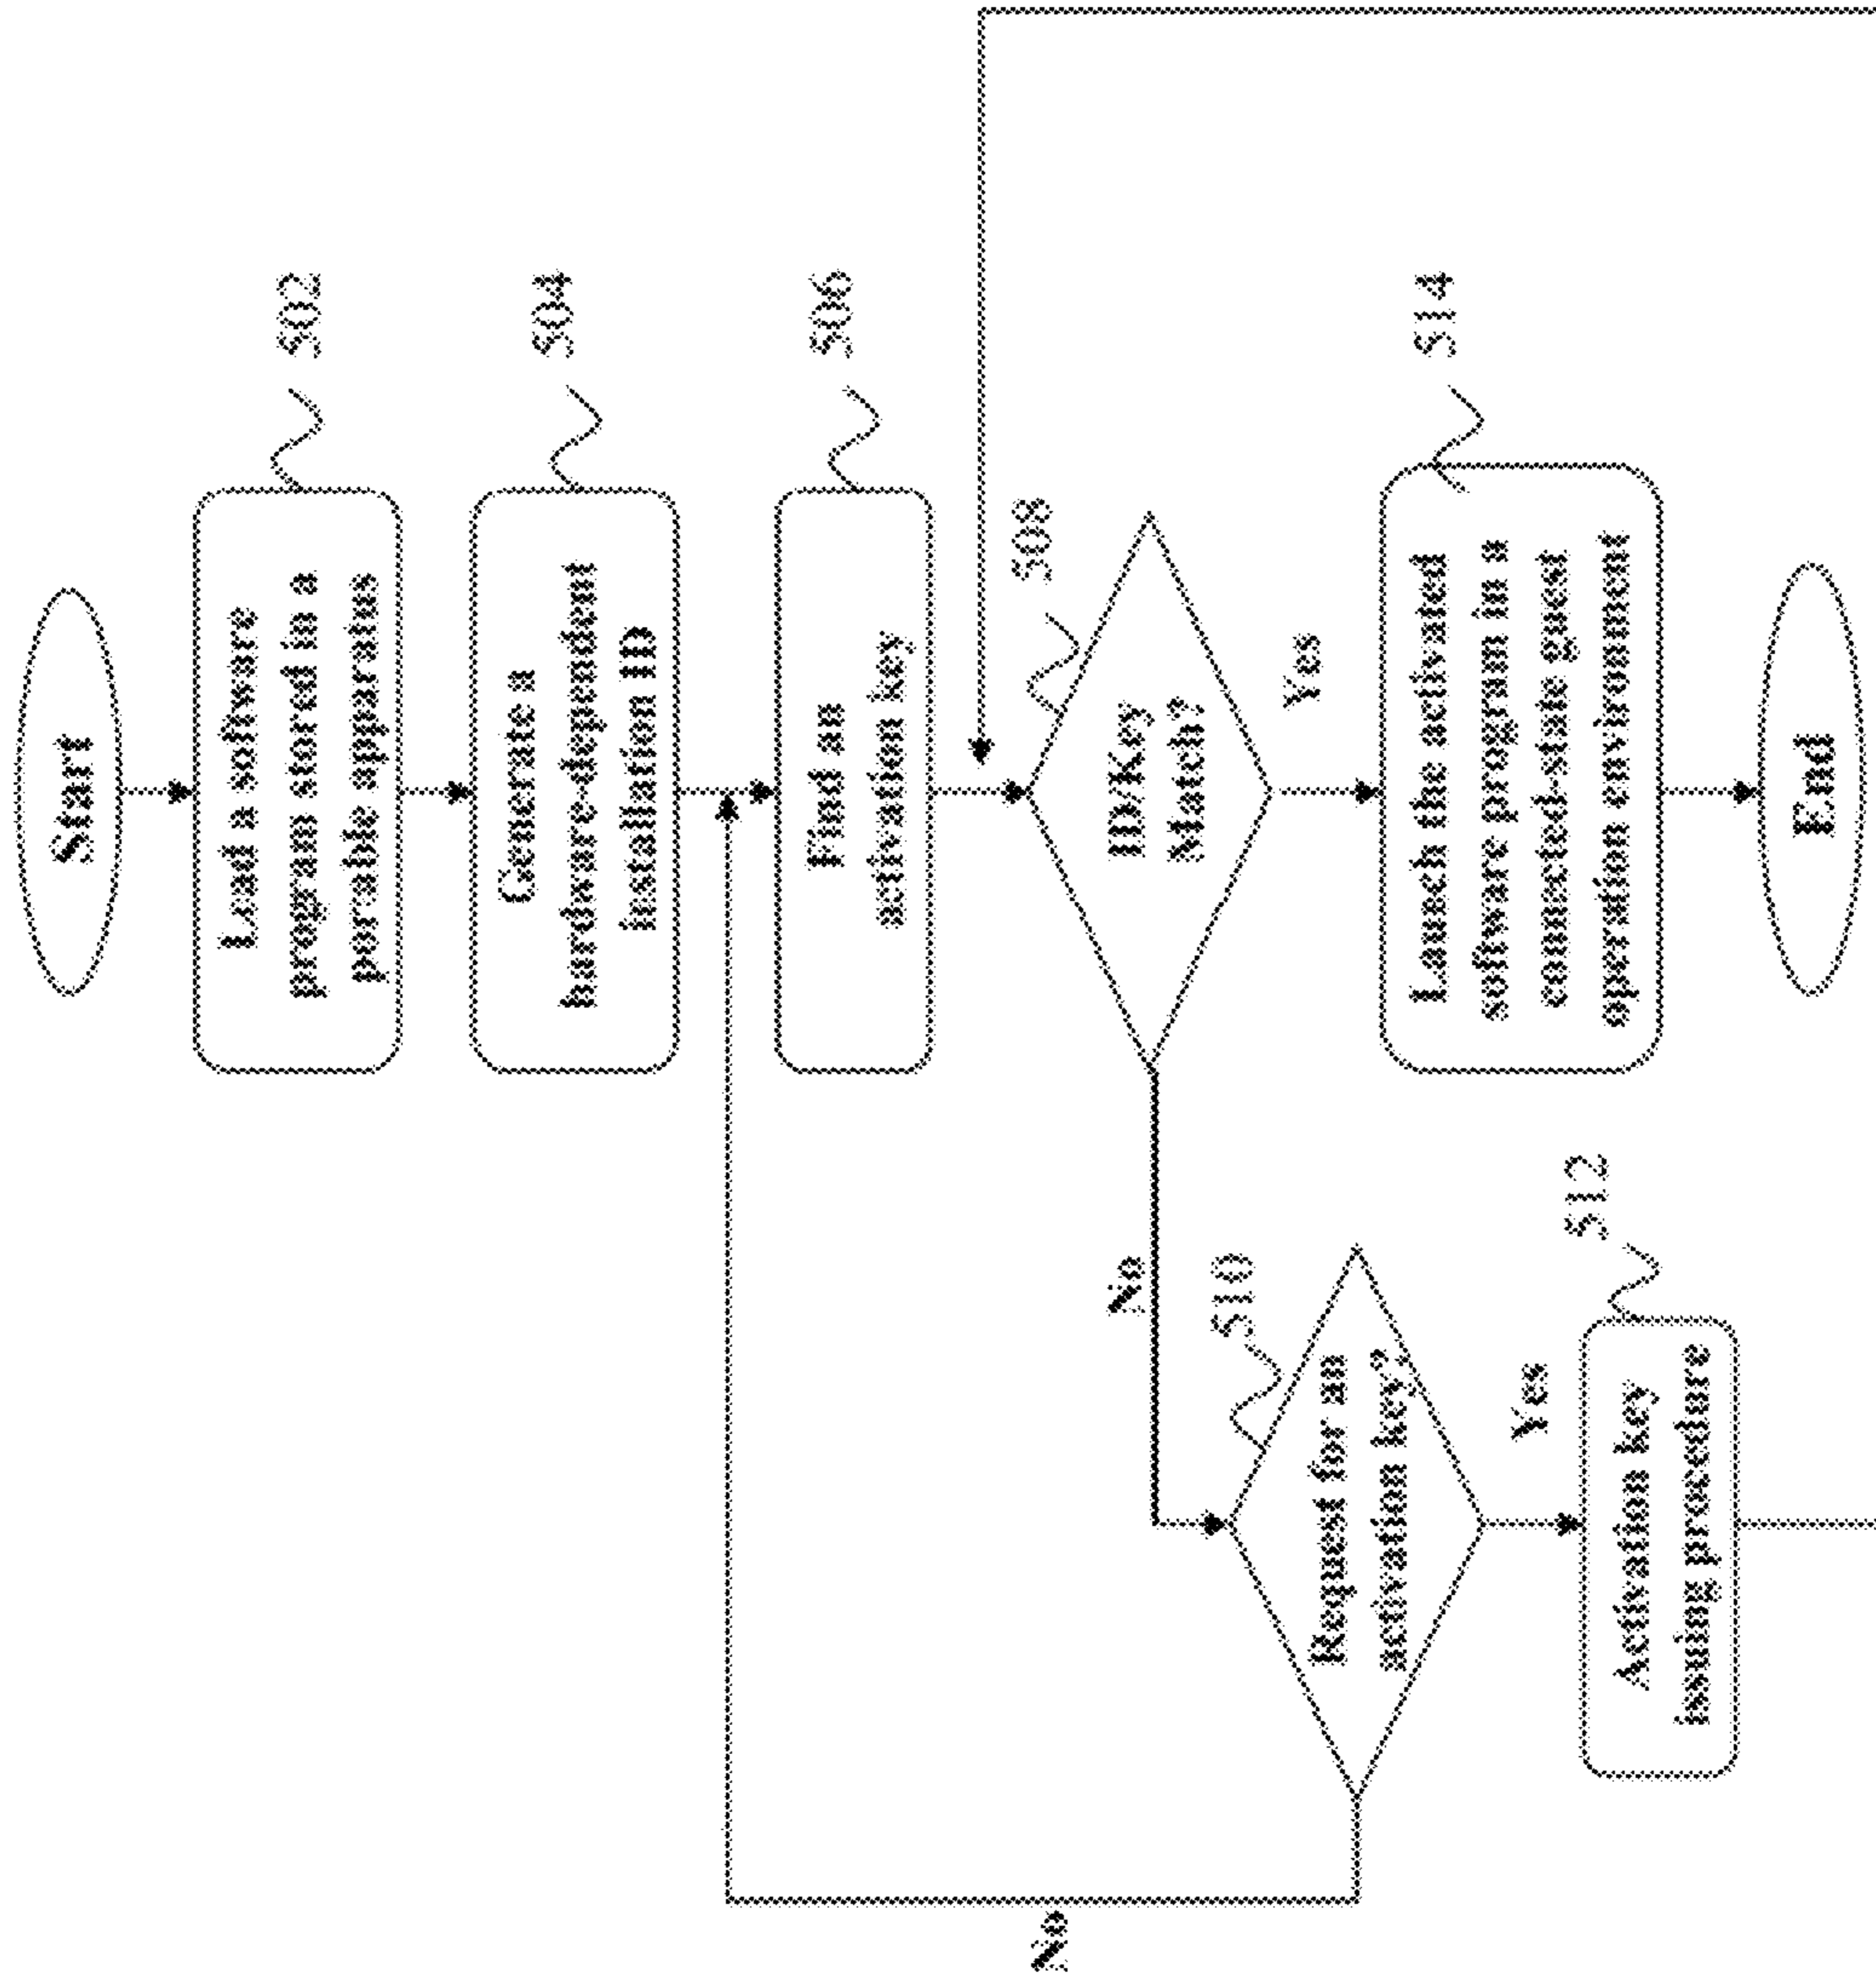 Start
Load a software
program stored in a
porable apparatus
502
Generate a
hardware-dependent
installation ID
504
Find an
activation key
506
ID/Key
Match?
508
No
Yes
Request for an
activation key?
510
No
Yes
Activation key
issuing procedure
512
Launch the activated
software program in a
connected-state guest
operation environment
514
End